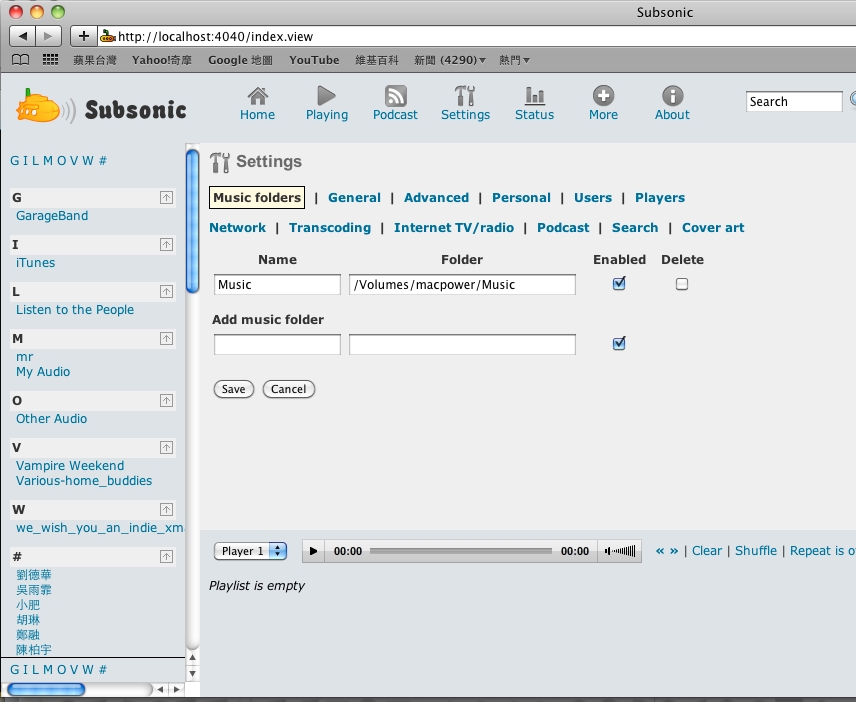 Subsonic
http://localhost:4040/index.view
蘋果台灣 Yahoo!奇摩 Google 地圖 YouTube 維基百科 新聞 (4290)▾ 熱門▾
Subsonic
Home Playing Podcast Settings Status More About
Search
G I L M O V W #
G
GarageBand
I
iTunes
L
Listen to the People
M
mr
My Audio
O
Other Audio
V
Vampire Weekend
Various-home_buddies
W
we_wish_you_an_indie_xm
#
劉德華
吳雨霏
小肥
胡琳
鄭融
陳柏宇
G I L M O V W #
Settings
Music folders | General | Advanced | Personal | Users | Players
Network | Transcoding | Internet TV/radio | Podcast | Search | Cover art
Name Folder Enabled Delete
Music /Volumes/macpower/Music
Add music folder
Save Cancel
Player 1 00:00 00:00 « » | Clear | Shuffle | Repeat is o
Playlist is empty